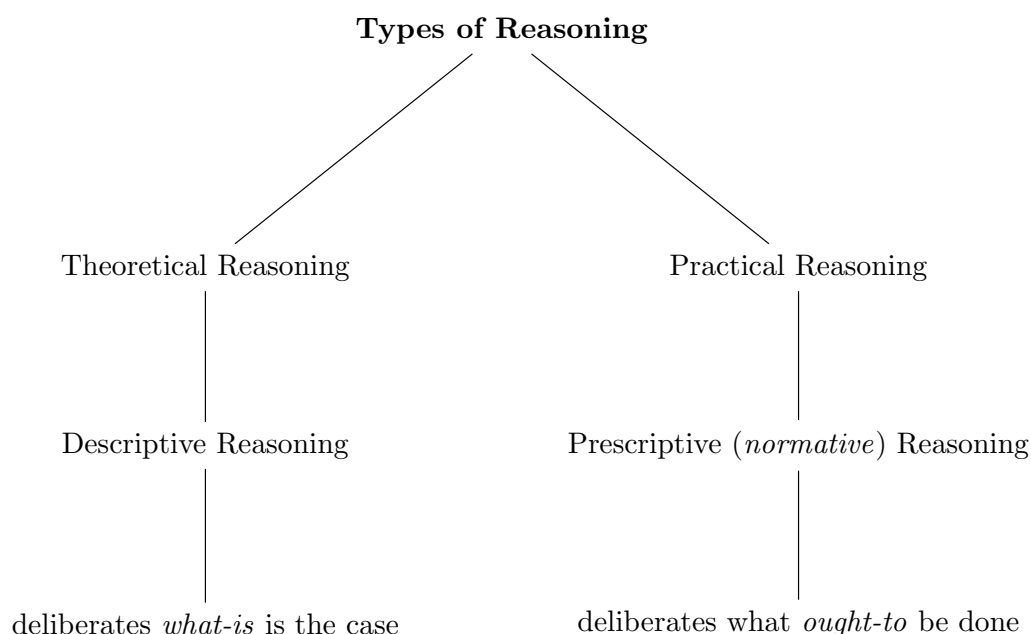 Types of Reasoning
Theoretical Reasoning
Practical Reasoning
Descriptive Reasoning
Prescriptive (normative) Reasoning
deliberates what-is is the case
deliberates what ought-to be done